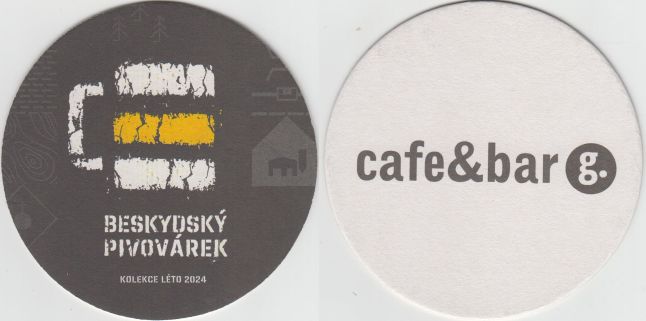 BESKYDSKÝ
PIVOVÁREK
KOLEKCE LÉTO 2024
cafe&bar g.